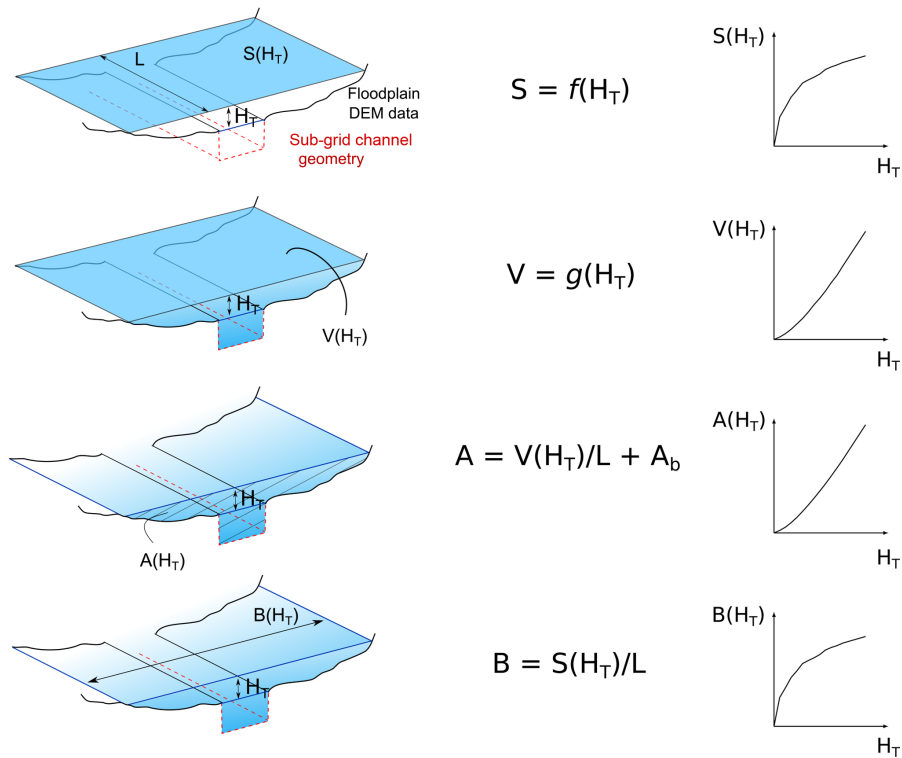 L
S(H_T)
H_T
Floodplain
DEM data
Sub-grid channel
geometry
S = f(H_T)
S(H_T)
H_T
H_T
V(H_T)
V = g(H_T)
V(H_T)
H_T
H_T
A(H_T)
A = V(H_T)/L + A_b
A(H_T)
H_T
B(H_T)
H_T
B = S(H_T)/L
B(H_T)
H_T